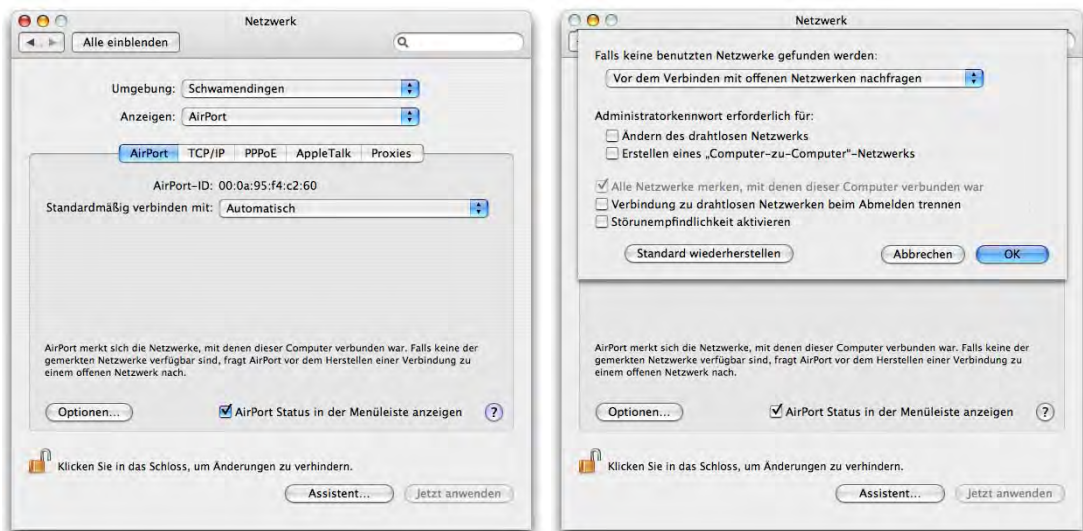 Netzwerk
Alle einblenden
Umgebung: Schwamendingen
Anzeigen: AirPort
AirPort TCP/IP PPPoE AppleTalk Proxies
AirPort-ID: 00:0a:95:f4:c2:60
Standardmäßig verbinden mit: Automatisch
AirPort merkt sich die Netzwerke, mit denen dieser Computer verbunden war. Falls keine der
gemerkten Netzwerke verfügbar sind, fragt AirPort vor dem Herstellen einer Verbindung zu
einem offenen Netzwerk nach.
Optionen... AirPort Status in der Menüleiste anzeigen ?
Klicken Sie in das Schloss, um Änderungen zu verhindern.
Assistent... Jetzt anwenden
Netzwerk
Falls keine benutzten Netzwerke gefunden werden:
Vor dem Verbinden mit offenen Netzwerken nachfragen
Administratorkennwort erforderlich für:
Ändern des drahtlosen Netzwerks
Erstellen eines „Computer-zu-Computer"-Netzwerks
Alle Netzwerke merken, mit denen dieser Computer verbunden war
Verbindung zu drahtlosen Netzwerken beim Abmelden trennen
Störunempfindlichkeit aktivieren
Standard wiederherstellen Abbrechen OK
AirPort merkt sich die Netzwerke, mit denen dieser Computer verbunden war. Falls keine der
gemerkten Netzwerke verfügbar sind, fragt AirPort vor dem Herstellen einer Verbindung zu
einem offenen Netzwerk nach.
Optionen... AirPort Status in der Menüleiste anzeigen ?
Klicken Sie in das Schloss, um Änderungen zu verhindern.
Assistent... Jetzt anwenden